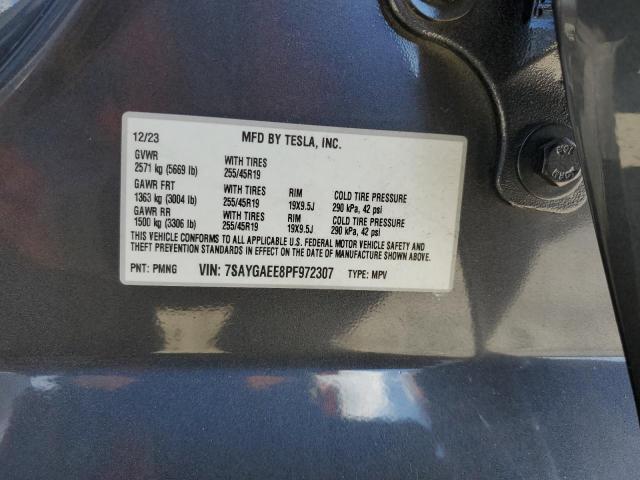 12/23 MFD BY TESLA, INC.
GVWR WITH TIRES
2571 kg (5669 lb) 255/45R19
GAWR FRT WITH TIRES RIM COLD TIRE PRESSURE
1363 kg (3004 lb) 255/45R19 19X9.5J 290 kPa, 42 psi
GAWR RR WITH TIRES RIM COLD TIRE PRESSURE
1500 kg (3306 lb) 255/45R19 19X9.5J 290 kPa, 42 psi
THIS VEHICLE CONFORMS TO ALL APPLICABLE U.S. FEDERAL MOTOR VEHICLE SAFETY AND
THEFT PREVENTION STANDARDS IN EFFECT ON THE DATE OF MANUFACTURE SHOWN ABOVE.
PNT: PMNG VIN: 7SAYGAEE8PF972307 TYPE: MPV